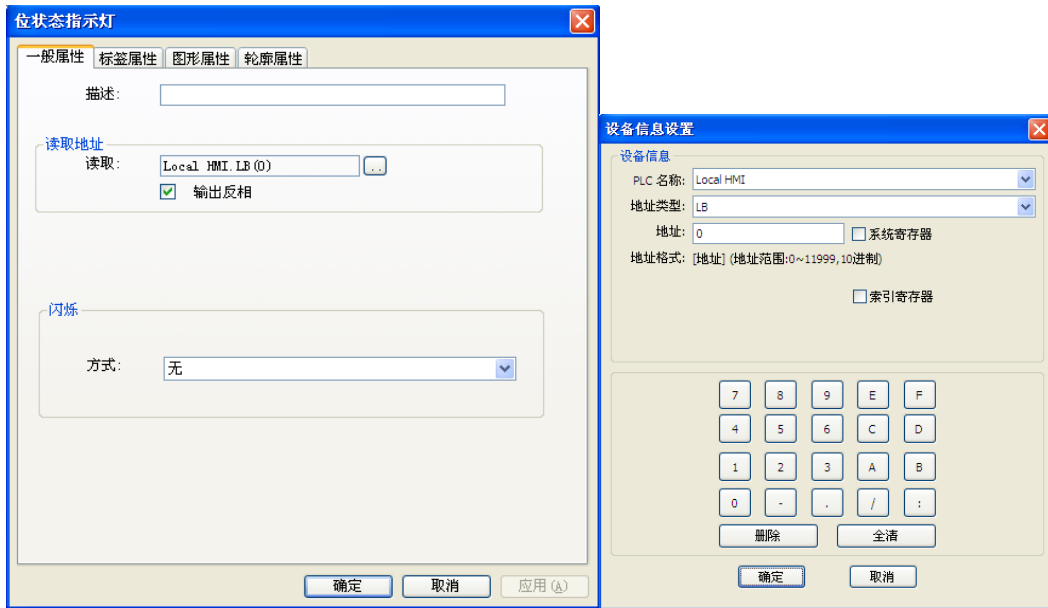 位状态指示灯
一般属性 标签属性 图形属性 轮廓属性
描述:
读取地址
读取: Local HMI.LB(0) ..
输出反相
闪烁
方式: 无
确定 取消 应用(A)
设备信息设置
设备信息
PLC 名称: Local HMI
地址类型: LB
地址: 0 系统寄存器
地址格式: [地址] (地址范围:0~11999,10进制)
索引寄存器
7 8 9 E F
4 5 6 C D
1 2 3 A B
0 - . / :
删除 全清
确定 取消